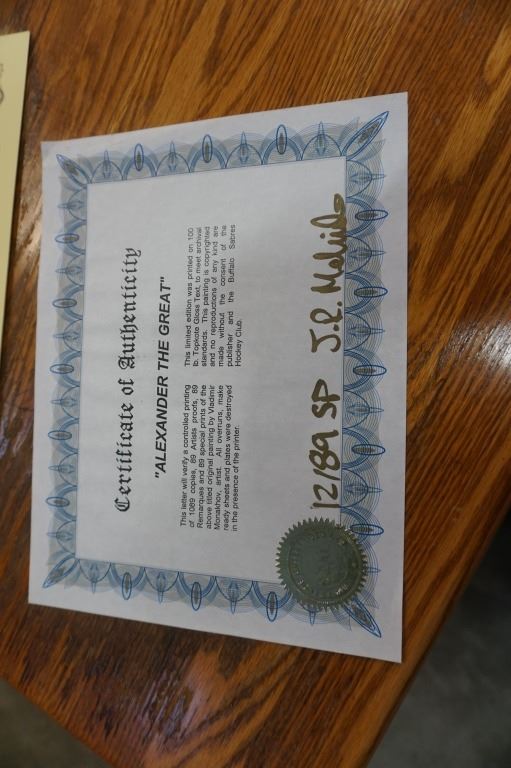 Certificate of Authenticity
"ALEXANDER THE GREAT"
This letter will verify a controlled printing
of 1089 copies, 89 Artists proofs, 89
Remarques and 89 special prints of the
above titled original painting by Vladimir
Monakhov, artist. All overruns, make
ready sheets and plates were destroyed
in the presence of the printer.
This limited edition was printed on 100
lb. Topkote Gloss Text, to meet archival
standards. This painting is copyrighted
and no reproductions of any kind are
made without the consent of the
publisher and the Buffalo Sabres
Hockey Club.
12/89 SP J.R.